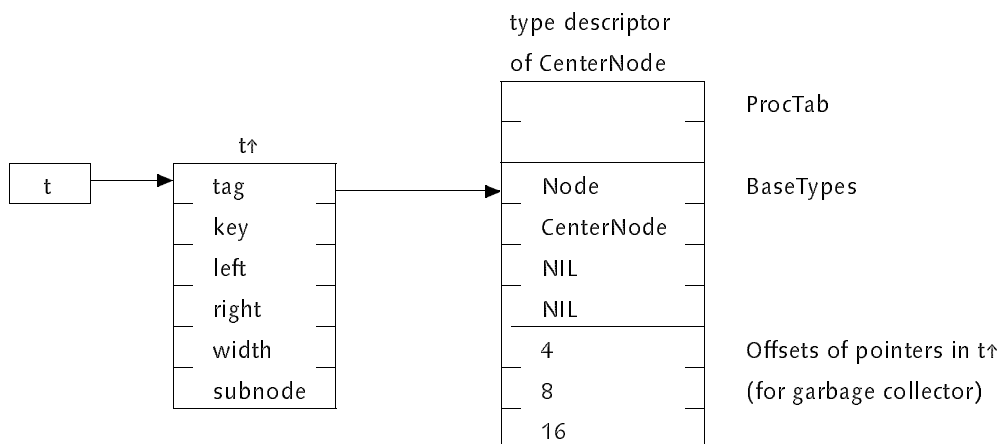 type descriptor
of CenterNode
ProcTab
t↑
t
tag
Node
BaseTypes
key
CenterNode
left
NIL
right
NIL
width
4
Offsets of pointers in t↑
subnode
8
(for garbage collector)
16